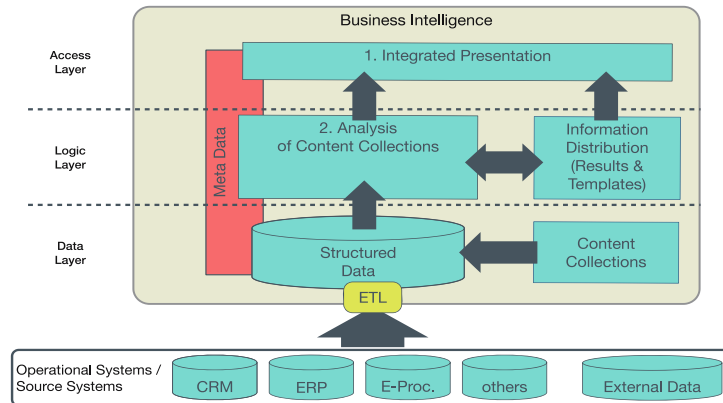 Business Intelligence
Access
Layer
1. Integrated Presentation
Meta Data
Logic
Layer
2. Analysis
of Content Collections
Information
Distribution
(Results &
Templates)
Data
Layer
Structured
Data
Content
Collections
ETL
Operational Systems /
Source Systems
CRM
ERP
E-Proc.
others
External Data